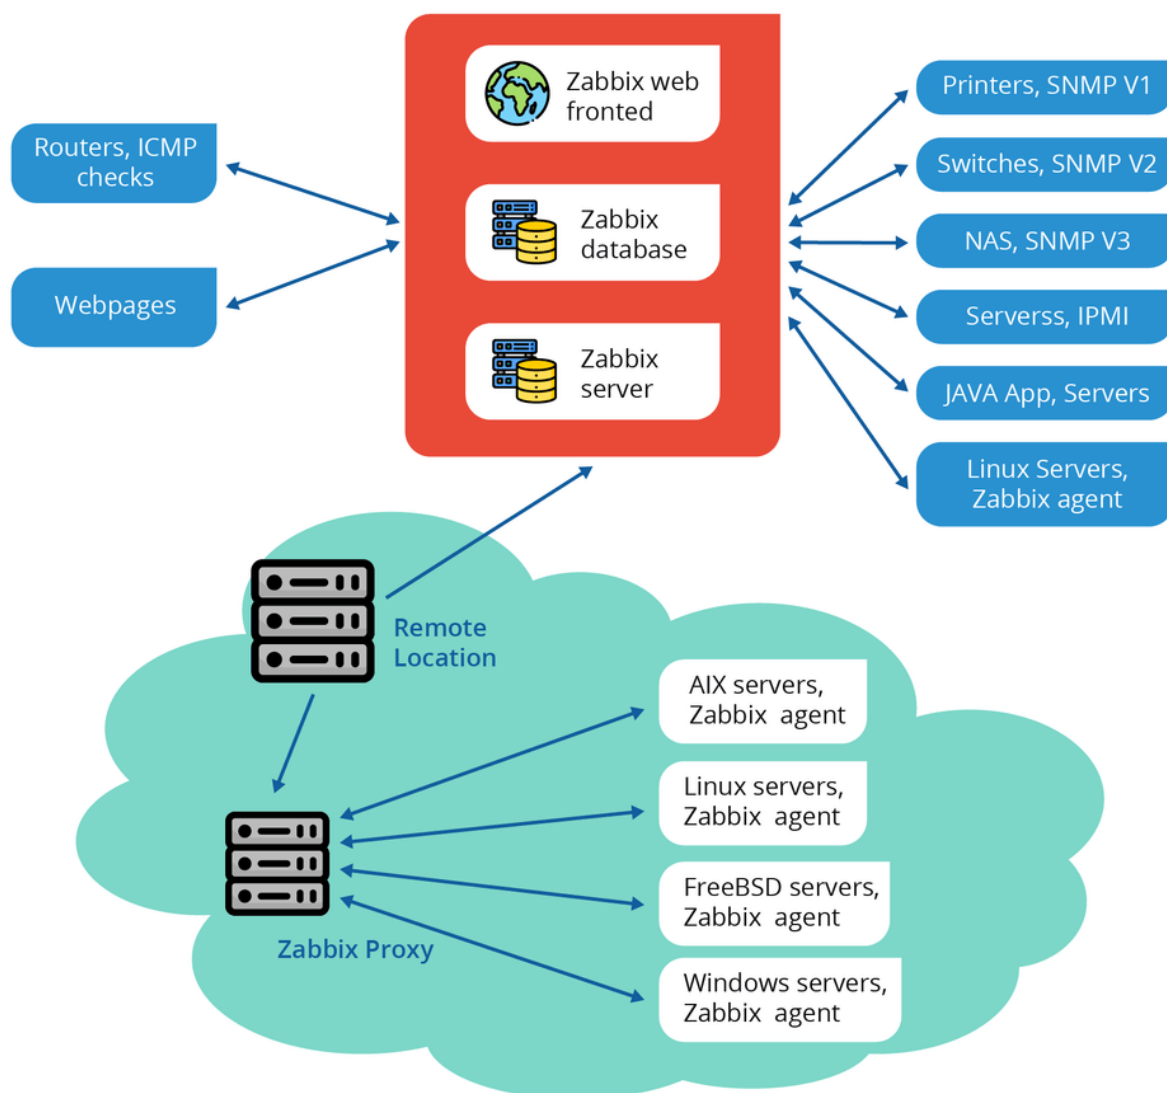 Zabbix web
fronted
Zabbix
database
Zabbix
server
Routers, ICMP
checks
Webpages
Printers, SNMP V1
Switches, SNMP V2
NAS, SNMP V3
Serverss, IPMI
JAVA App, Servers
Linux Servers,
Zabbix agent
Remote
Location
Zabbix Proxy
AIX servers,
Zabbix agent
Linux servers,
Zabbix agent
FreeBSD servers,
Zabbix agent
Windows servers,
Zabbix agent